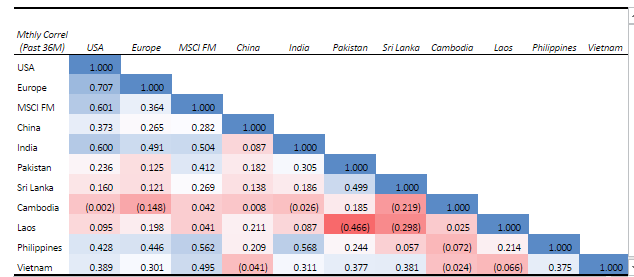 Mthly Correl
(Past 36M) USA Europe MSCI FM China India Pakistan Sri Lanka Cambodia Laos Philippines Vietnam
USA 1.000
Europe 0.707 1.000
MSCI FM 0.601 0.364 1.000
China 0.373 0.265 0.282 1.000
India 0.600 0.491 0.504 0.087 1.000
Pakistan 0.236 0.125 0.412 0.182 0.305 1.000
Sri Lanka 0.160 0.121 0.269 0.138 0.186 0.499 1.000
Cambodia (0.002) (0.148) 0.042 0.008 (0.026) 0.185 (0.219) 1.000
Laos 0.095 0.198 0.041 0.211 0.087 (0.466) (0.298) 0.025 1.000
Philippines 0.428 0.446 0.562 0.209 0.568 0.244 0.057 (0.072) 0.214 1.000
Vietnam 0.389 0.301 0.495 (0.041) 0.311 0.377 0.381 (0.024) (0.066) 0.375 1.000